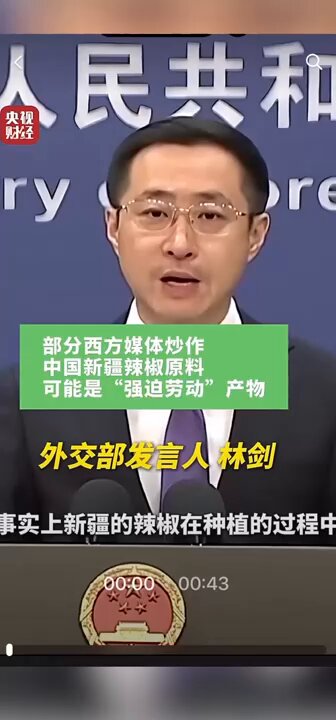 人民共和
央视
财经
ry of Fore
部分西方媒体炒作
中国新疆辣椒原料
可能是“强迫劳动”产物
外交部发言人 林剑
事实上新疆的辣椒在种植的过程中
00:00 00:43